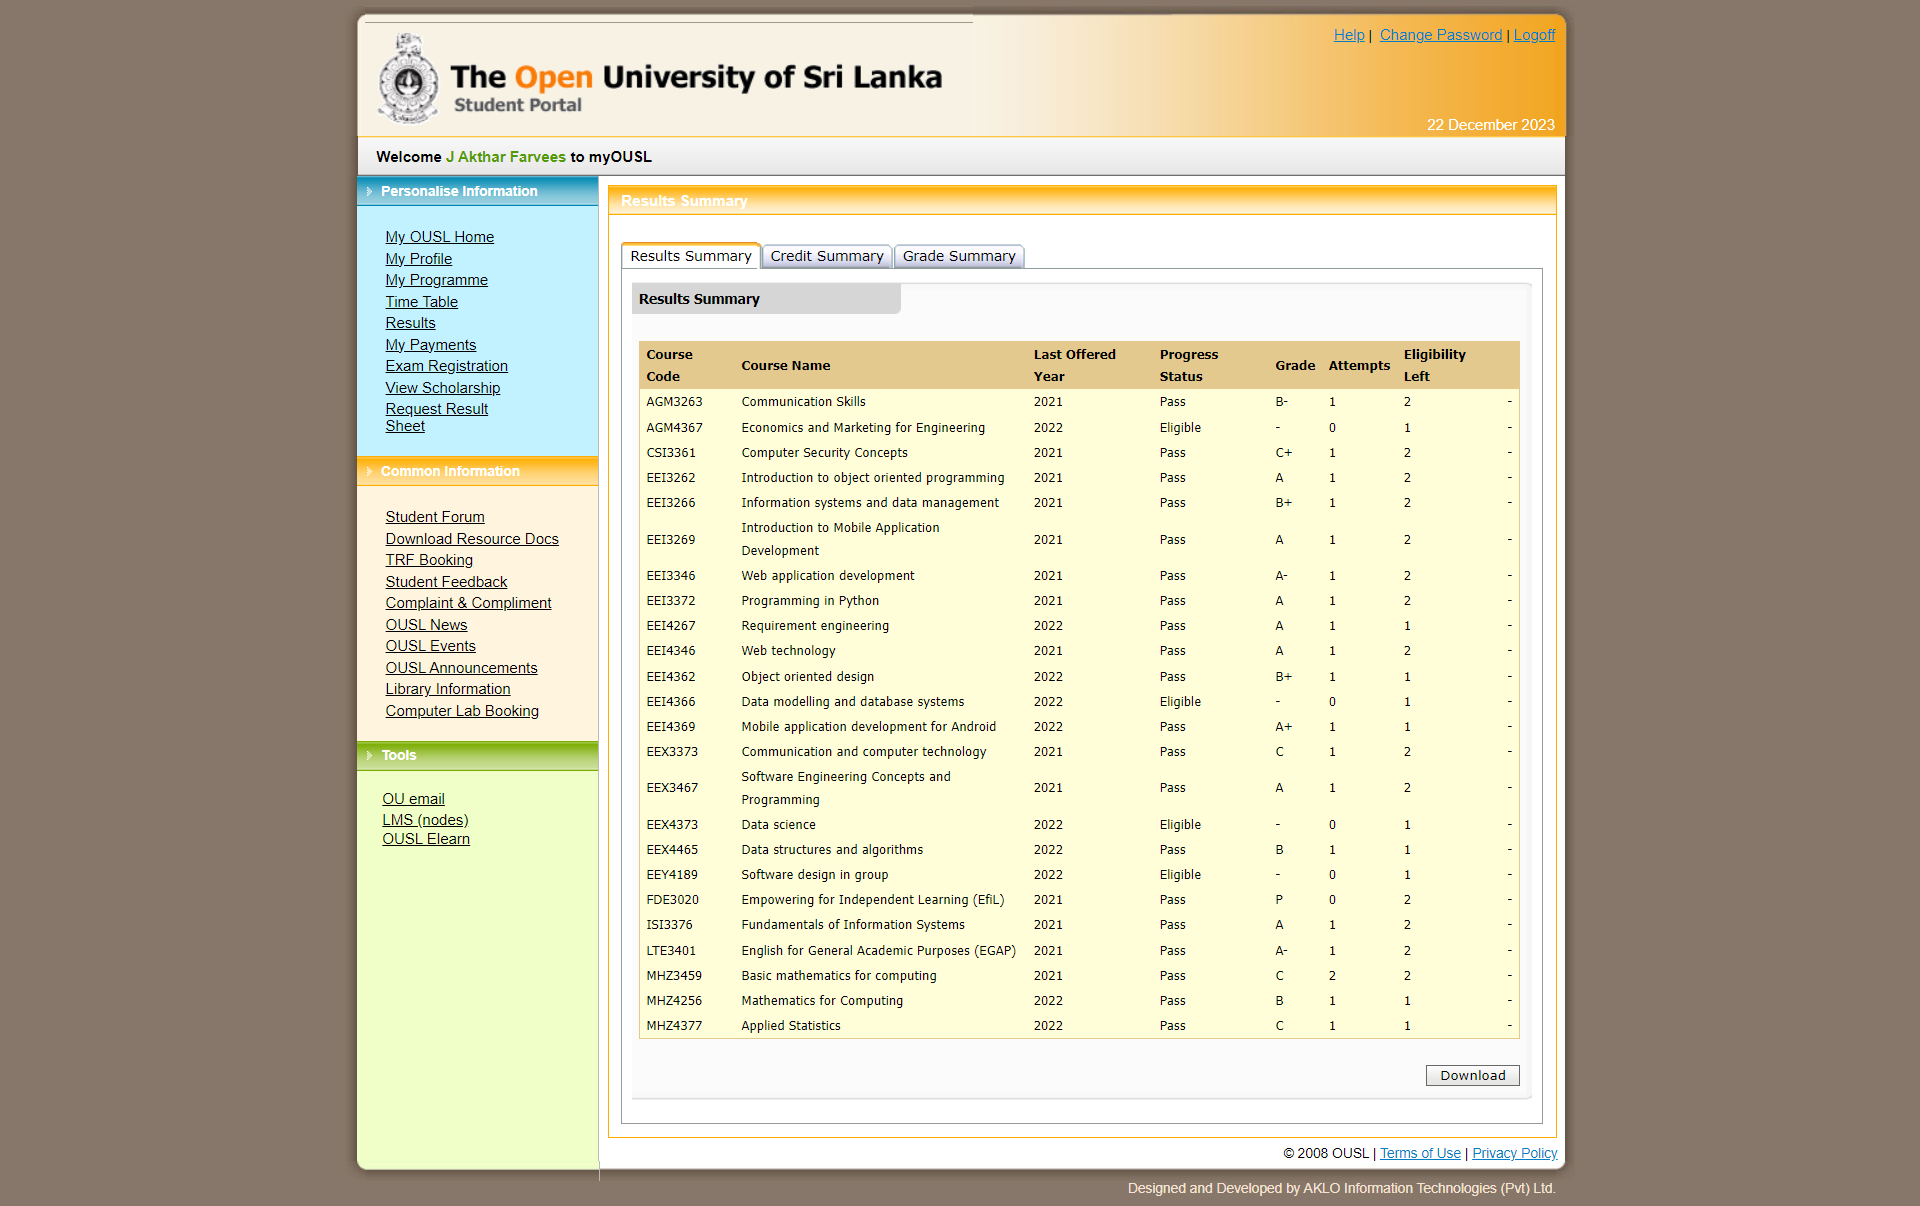 Help | Change Password | Logoff
The Open University of Sri Lanka
Student Portal
22 December 2023
Welcome J Akthar Farvees to myOUSL
Personalise Information
My OUSL Home
My Profile
My Programme
Time Table
Results
My Payments
Exam Registration
View Scholarship
Request Result
Sheet
Common Information
Student Forum
Download Resource Docs
TRF Booking
Student Feedback
Complaint & Compliment
OUSL News
OUSL Events
OUSL Announcements
Library Information
Computer Lab Booking
Tools
OU email
LMS (nodes)
OUSL Elearn
Results Summary
Results Summary Credit Summary Grade Summary
Results Summary
Course Code Course Name Last Offered Year Progress Status Grade Attempts Eligibility Left
AGM3263 Communication Skills 2021 Pass B- 1 2 -
AGM4367 Economics and Marketing for Engineering 2022 Eligible - 0 1 -
CSI3361 Computer Security Concepts 2021 Pass C+ 1 2 -
EEI3262 Introduction to object oriented programming 2021 Pass A 1 2 -
EEI3266 Information systems and data management 2021 Pass B+ 1 2 -
EEI3269 Introduction to Mobile Application Development 2021 Pass A 1 2 -
EEI3346 Web application development 2021 Pass A- 1 2 -
EEI3372 Programming in Python 2021 Pass A 1 2 -
EEI4267 Requirement engineering 2022 Pass A 1 1 -
EEI4346 Web technology 2021 Pass A 1 2 -
EEI4362 Object oriented design 2022 Pass B+ 1 1 -
EEI4366 Data modelling and database systems 2022 Eligible - 0 1 -
EEI4369 Mobile application development for Android 2022 Pass A+ 1 1 -
EEX3373 Communication and computer technology 2021 Pass C 1 2 -
EEX3467 Software Engineering Concepts and Programming 2021 Pass A 1 2 -
EEX4373 Data science 2022 Eligible - 0 1 -
EEX4465 Data structures and algorithms 2022 Pass B 1 1 -
EEY4189 Software design in group 2022 Eligible - 0 1 -
FDE3020 Empowering for Independent Learning (EfiL) 2021 Pass P 0 2 -
ISI3376 Fundamentals of Information Systems 2021 Pass A 1 2 -
LTE3401 English for General Academic Purposes (EGAP) 2021 Pass A- 1 2 -
MHZ3459 Basic mathematics for computing 2021 Pass C 2 2 -
MHZ4256 Mathematics for Computing 2022 Pass B 1 1 -
MHZ4377 Applied Statistics 2022 Pass C 1 1 -
Download
© 2008 OUSL | Terms of Use | Privacy Policy
Designed and Developed by AKLO Information Technologies (Pvt) Ltd.